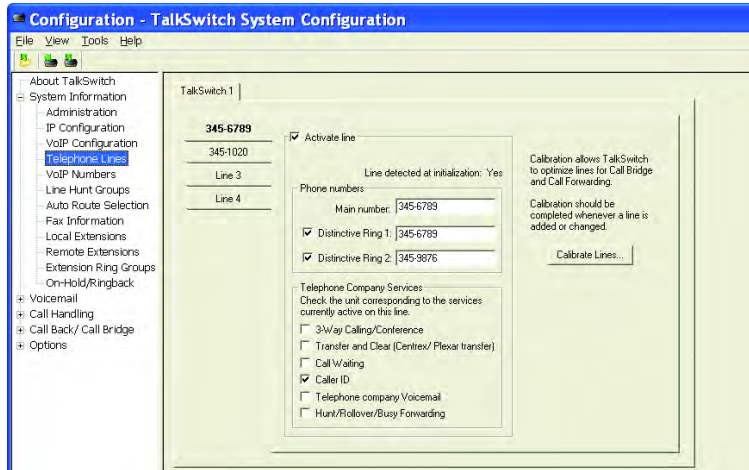 Configuration - TalkSwitch System Configuration
File View Tools Help
About TalkSwitch
System Information
Administration
IP Configuration
VoIP Configuration
Telephone Lines
VoIP Numbers
Line Hunt Groups
Auto Route Selection
Fax Information
Local Extensions
Remote Extensions
Extension Ring Groups
On-Hold/Ringback
Voicemail
Call Handling
Call Back/ Call Bridge
Options
TalkSwitch 1
345-6789
345-1020
Line 3
Line 4
Activate line
Line detected at initialization: Yes
Phone numbers
Main number: 345-6789
Distinctive Ring 1: 345-6789
Distinctive Ring 2: 345-9876
Telephone Company Services
Check the unit corresponding to the services
currently active on this line.
3-Way Calling/Conference
Transfer and Clear (Centrex/ Plexar transfer)
Call Waiting
Caller ID
Telephone company Voicemail
Hunt/Rollover/Busy Forwarding
Calibration allows TalkSwitch
to optimize lines for Call Bridge
and Call Forwarding.
Calibration should be
completed whenever a line is
added or changed.
Calibrate Lines...